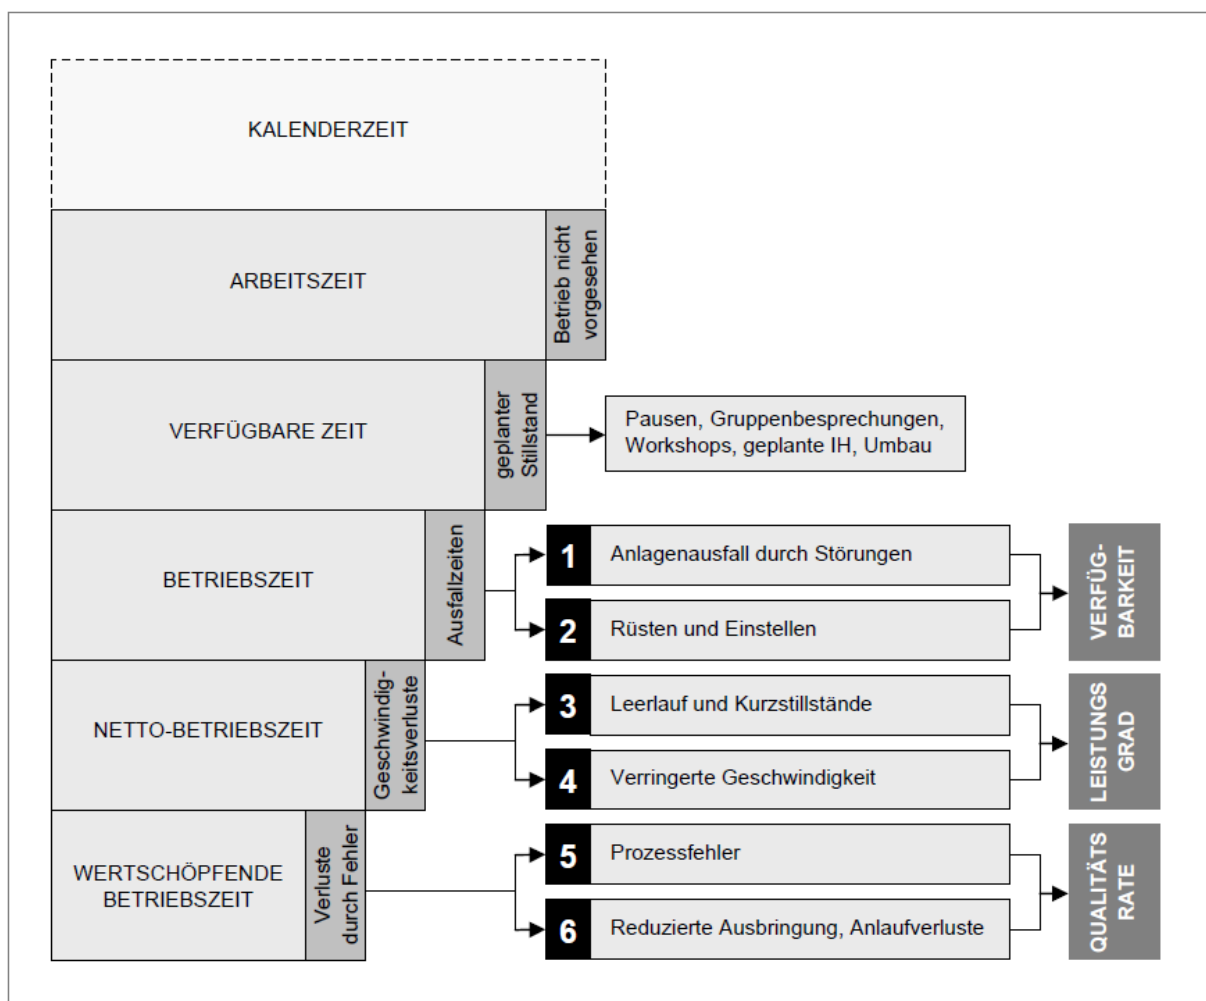 KALENDERZEIT
ARBEITSZEIT
Betrieb nicht
vorgesehen
VERFÜGBARE ZEIT
geplanter
Stillstand
Pausen, Gruppenbesprechungen,
Workshops, geplante IH, Umbau
BETRIEBSZEIT
Ausfallzeiten
1 Anlagenausfall durch Störungen
2 Rüsten und Einstellen
VERFÜG-
BARKEIT
NETTO-BETRIEBSZEIT
Geschwindig-
keitsverluste
3 Leerlauf und Kurzstillstände
4 Verringerte Geschwindigkeit
LEISTUNGS
GRAD
WERTSCHÖPFENDE
BETRIEBSZEIT
Verluste
durch Fehler
5 Prozessfehler
6 Reduzierte Ausbringung, Anlaufverluste
QUALITÄTS
RATE